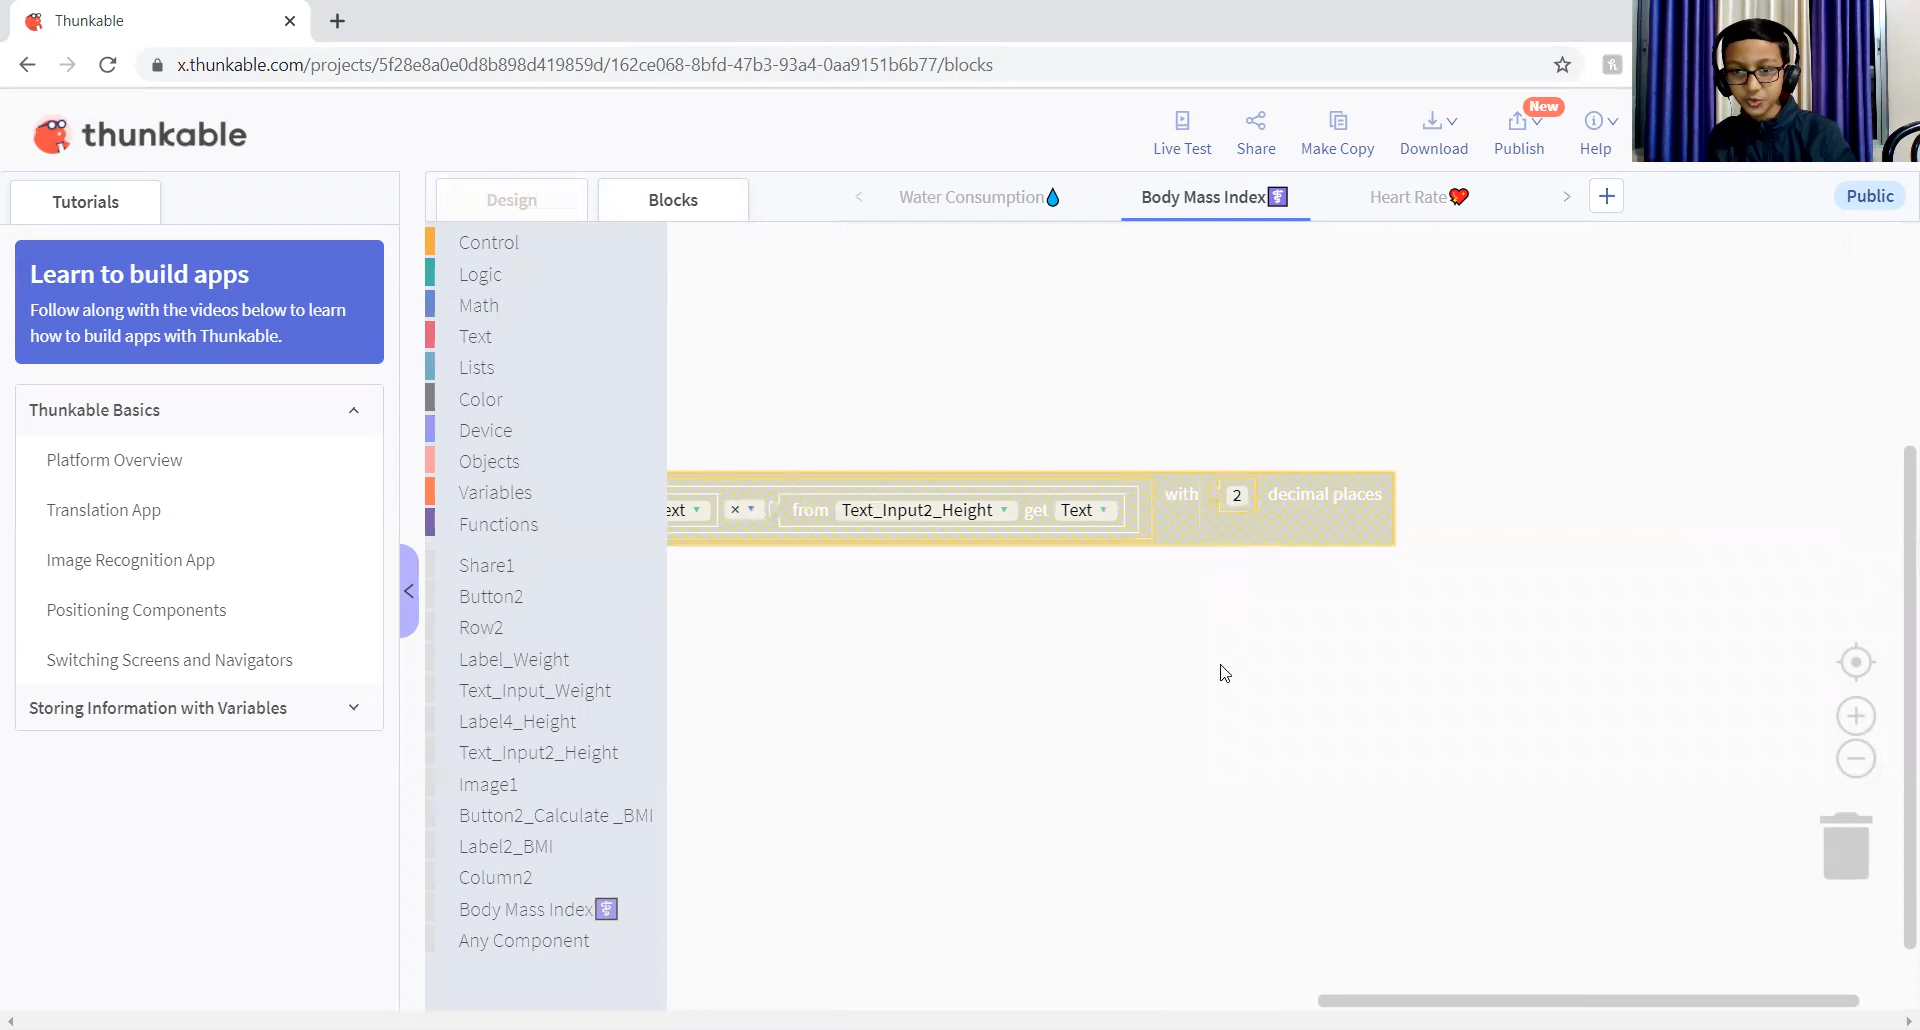 Thunkable
x.thunkable.com/projects/5f28e8a0e0d8b898d419859d/162ce068-8bfd-47b3-93a4-0aa9151b6b77/blocks
thunkable
Live Test
Share
Make Copy
Download
New
Publish
Help
Tutorials
Design
Blocks
Water Consumption
Body Mass Index
Heart Rate
Public
Learn to build apps
Follow along with the videos below to learn
how to build apps with Thunkable.
Thunkable Basics
Platform Overview
Translation App
Image Recognition App
Positioning Components
Switching Screens and Navigators
Storing Information with Variables
Control
Logic
Math
Text
Lists
Color
Device
Objects
Variables
Functions
Share1
Button2
Row2
Label_Weight
Text_Input_Weight
Label4_Height
Text_Input2_Height
Image1
Button2_Calculate _BMI
Label2_BMI
Column2
Body Mass Index
Any Component
ext × from Text_Input2_Height get Text with 2 decimal places